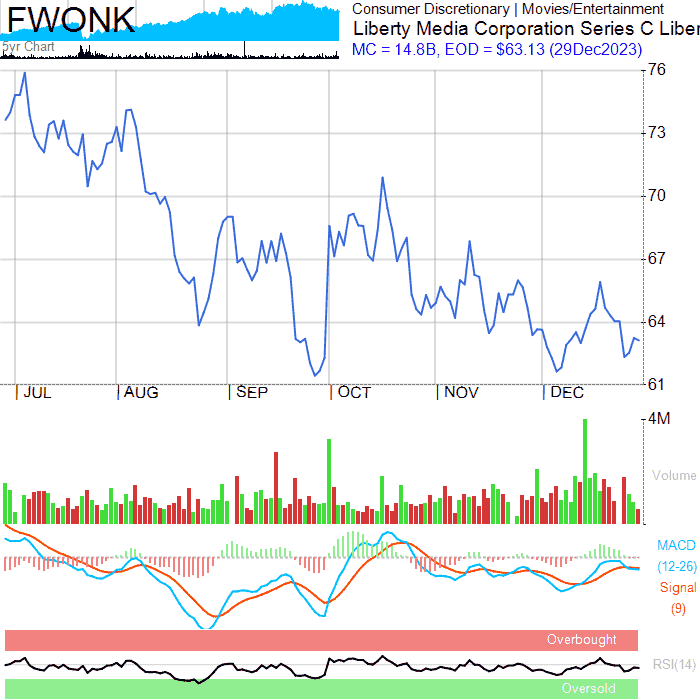 FWONK
5yr Chart
Consumer Discretionary | Movies/Entertainment
Liberty Media Corporation Series C Liber
MC = 14.8B, EOD = $63.13 (29Dec2023)
76
73
70
67
64
61
JUL AUG SEP OCT NOV DEC
4M
Volume
MACD
(12-26)
Signal
(9)
Overbought
RSI(14)
Oversold